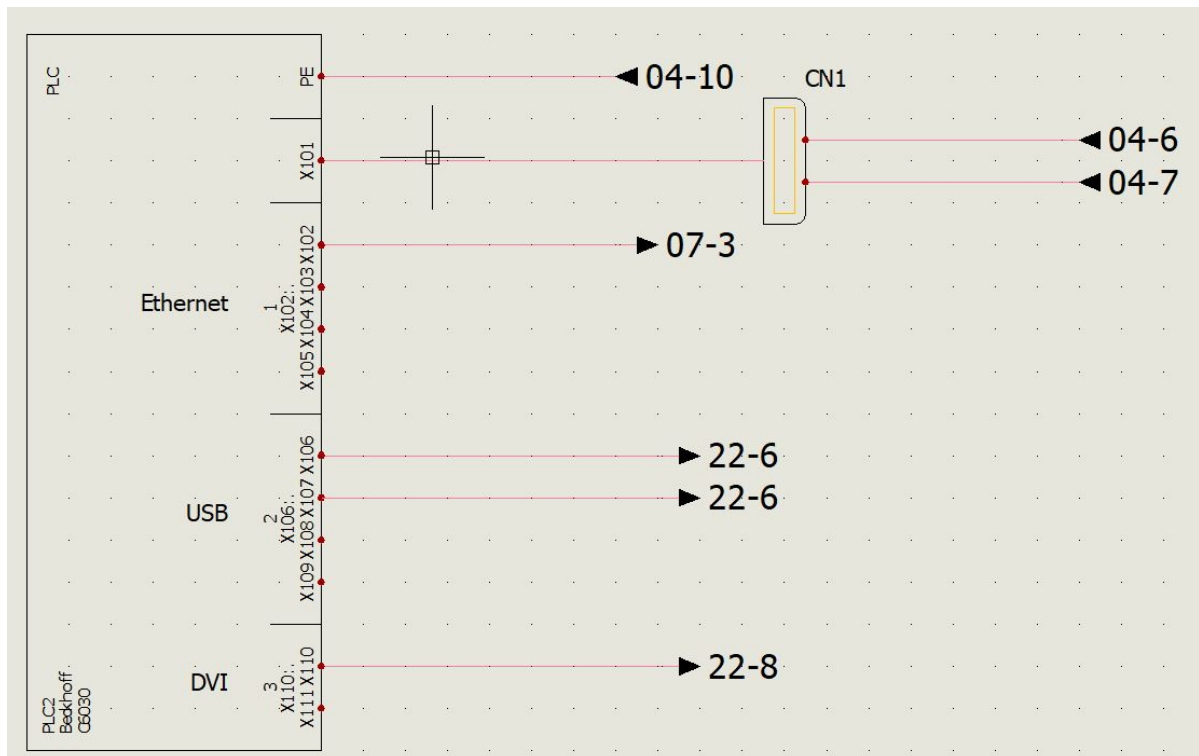 PLC
PE
04-10
CN1
X101
04-6
04-7
X102
07-3
X103
Ethernet
1
X102:.
X104
X105
X106
22-6
X107
22-6
USB
2
X106:.
X108
X109
X110
22-8
DVI
3
X110:.
X111
PLC2
Beckhoff
C6030